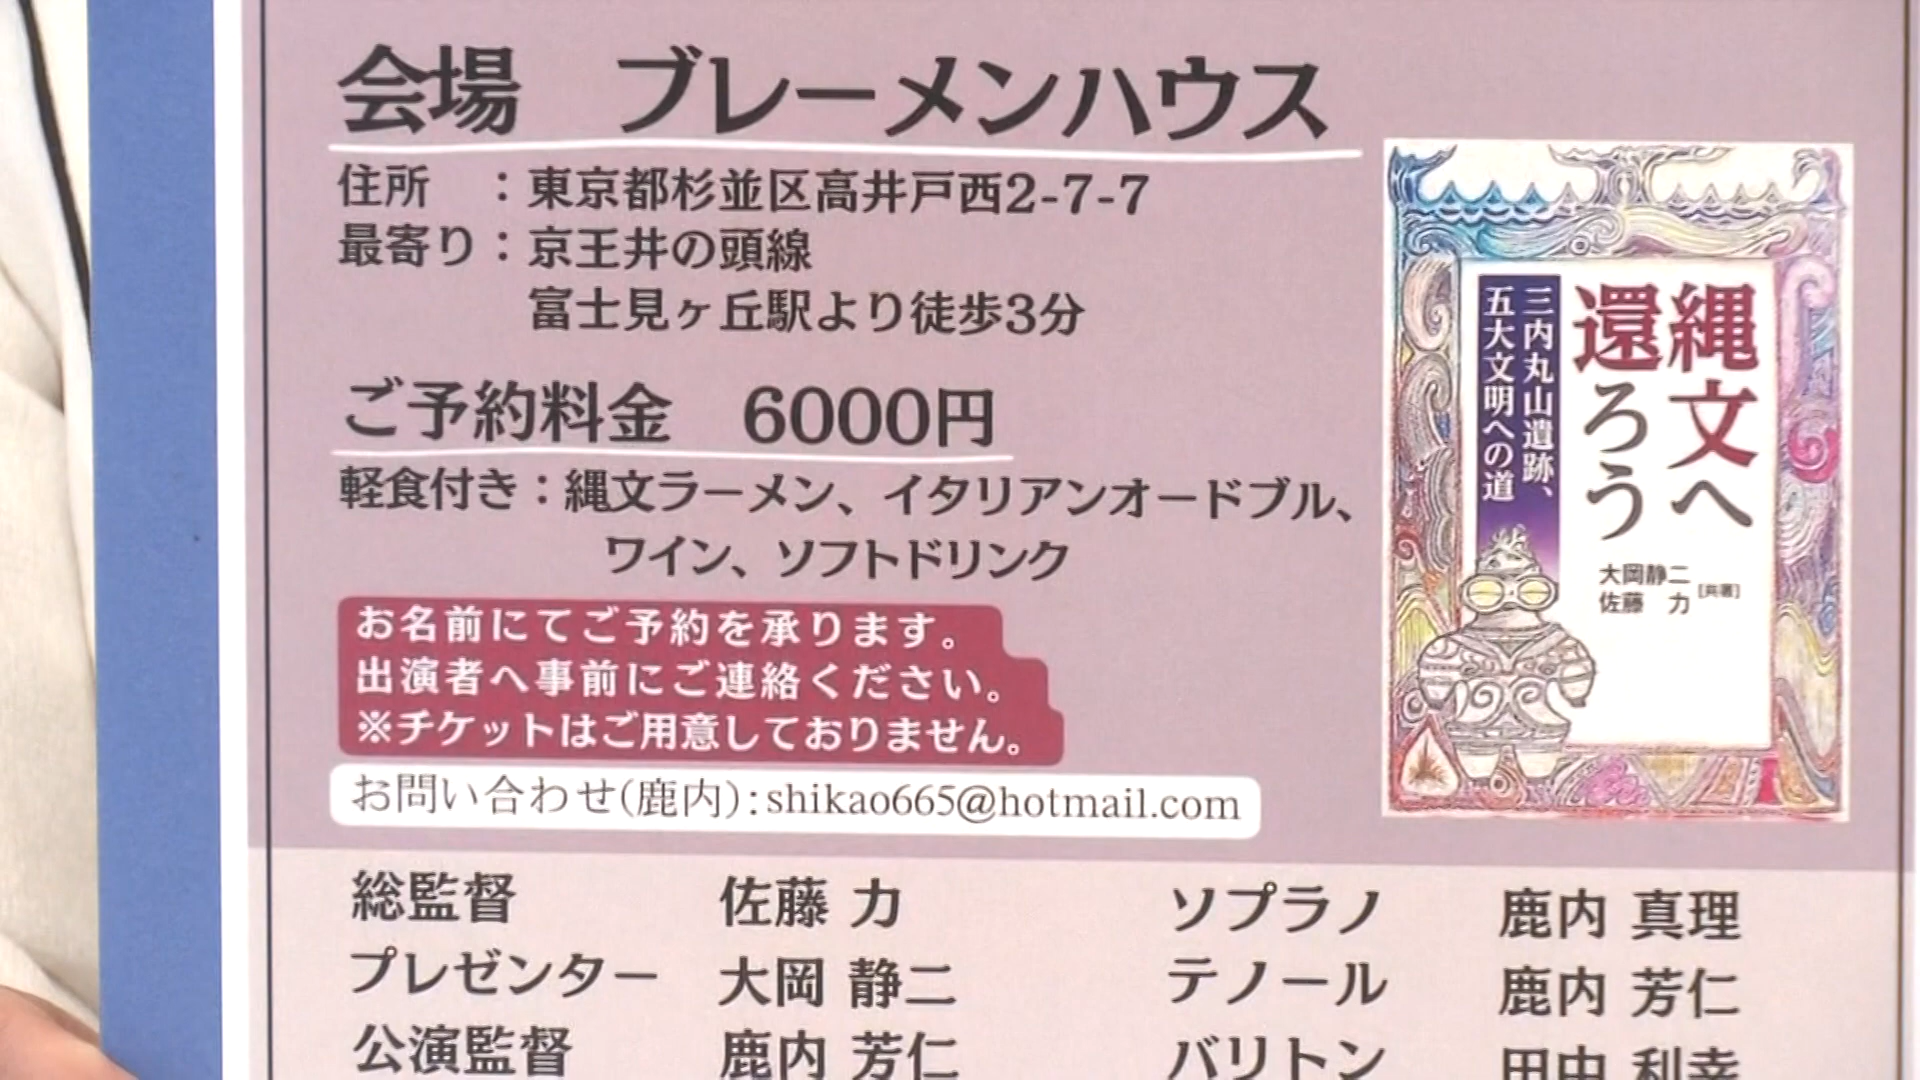 会場 ブレーメンハウス
住所 ：東京都杉並区高井戸西2-7-7
最寄り：京王井の頭線
富士見ヶ丘駅より徒歩3分
ご予約料金 6000円
軽食付き：縄文ラーメン、イタリアンオードブル、
ワイン、ソフトドリンク
お名前にてご予約を承ります。
出演者へ事前にご連絡ください。
※チケットはご用意しておりません。
お問い合わせ(鹿内)：shikao665@hotmail.com
縄文へ
還ろう
三内丸山遺跡、
五大文明への道
大岡静二
佐藤 力
[共著]
総監督 佐藤 力 ソプラノ 鹿内 真理
プレゼンター 大岡 静二 テノール 鹿内 芳仁
公演監督 鹿内 芳仁 バリトン 田中 利幸